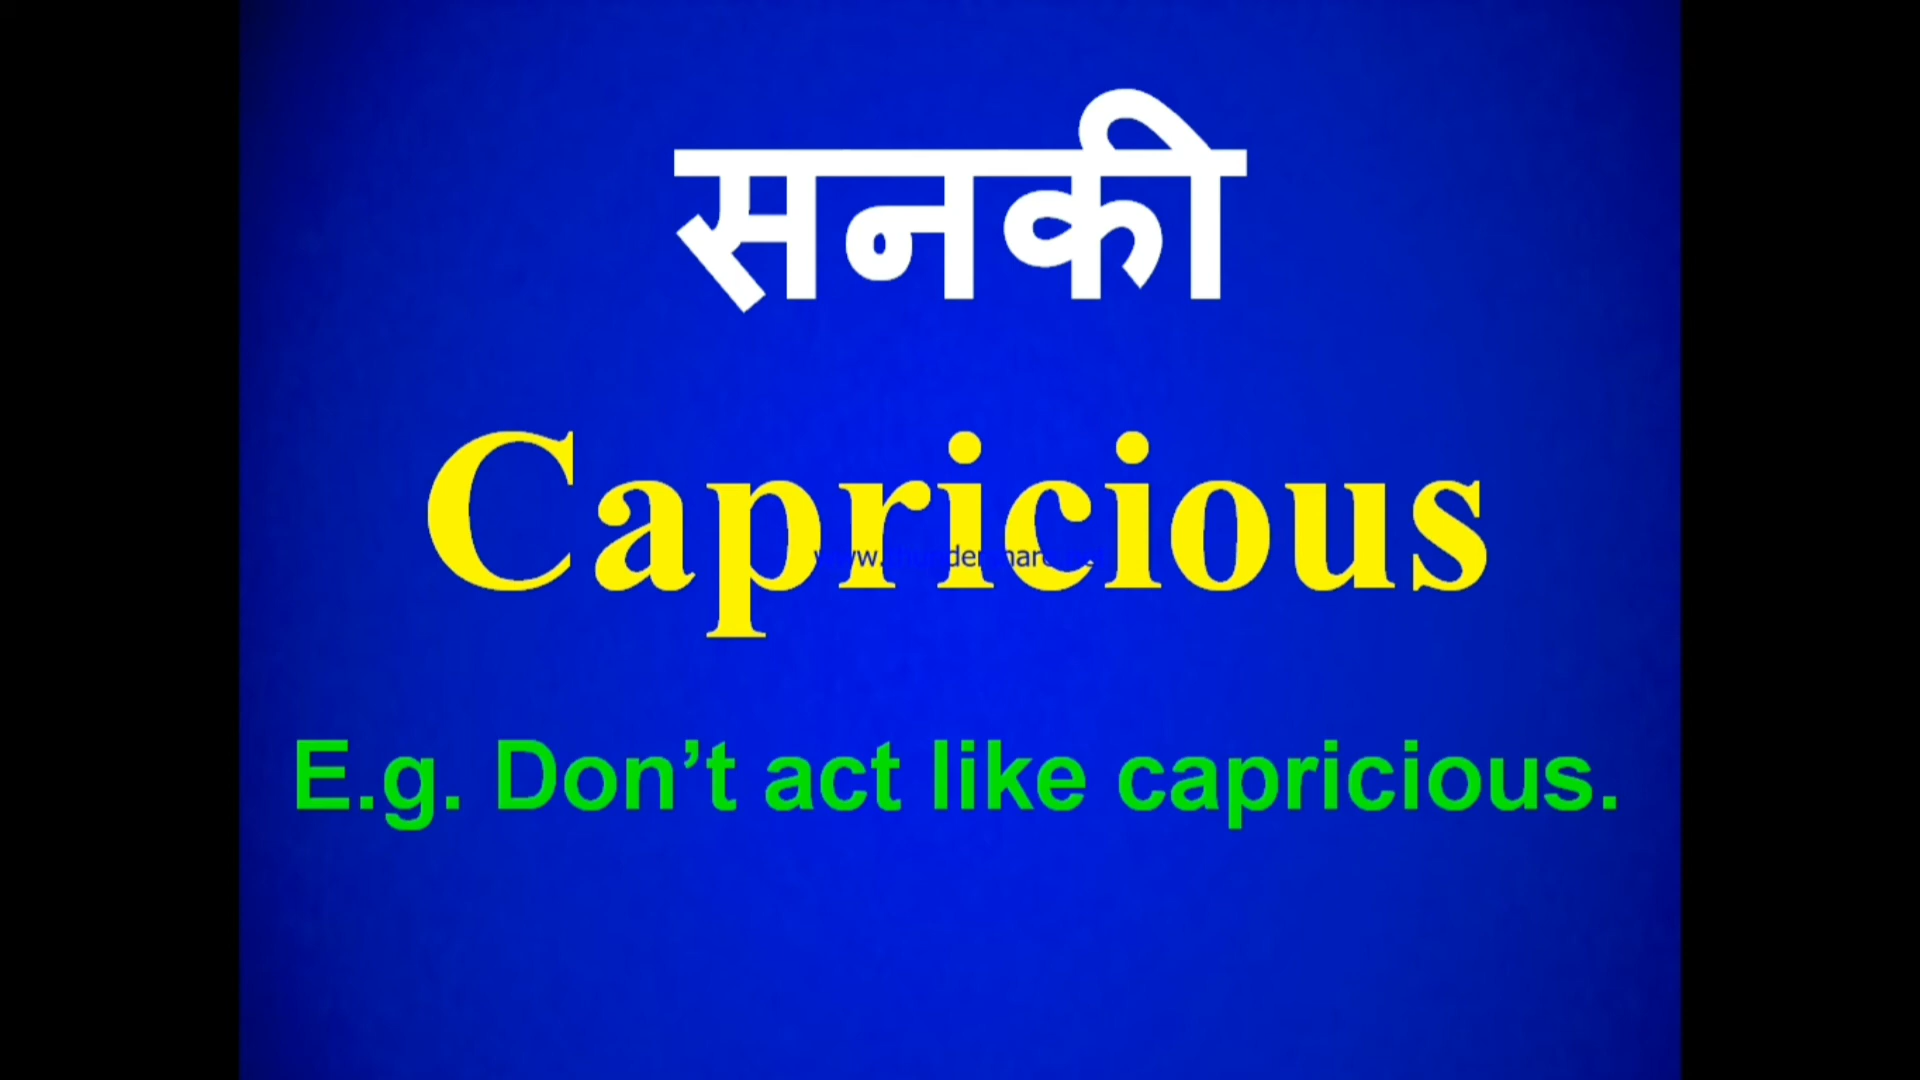 सनकी
Capricious
E.g. Don’t act like capricious.